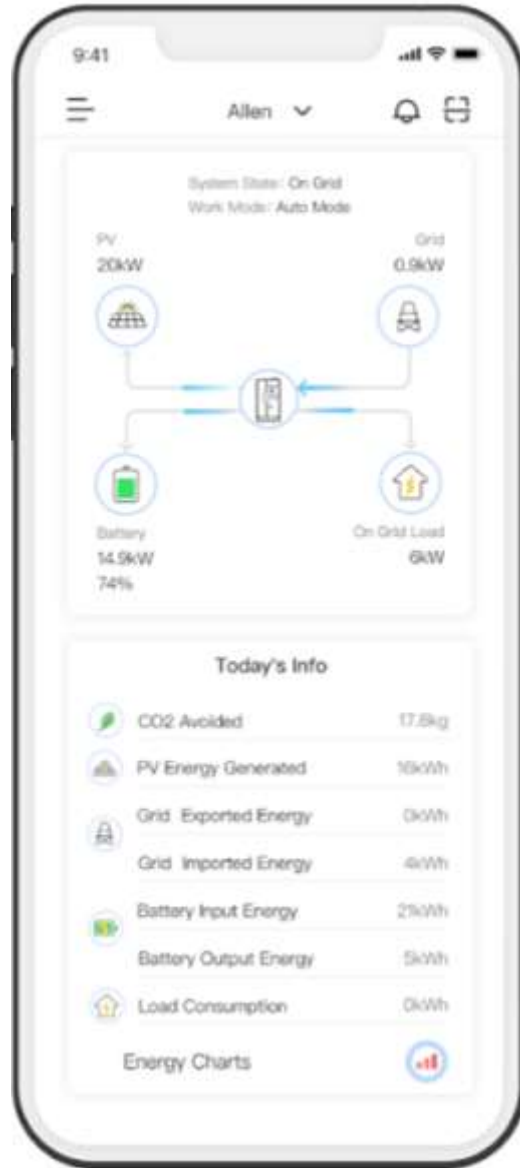 9:41
Allen
System State: On Grid
Work Mode: Auto Mode
PV
20kW
Grid
0.9kW
Battery
14.9kW
74%
On Grid Load
6kW
Today's Info
CO2 Avoided 17.8kg
PV Energy Generated 16kWh
Grid Exported Energy 0kWh
Grid Imported Energy 4kWh
Battery Input Energy 21kWh
Battery Output Energy 5kWh
Load Consumption 0kWh
Energy Charts